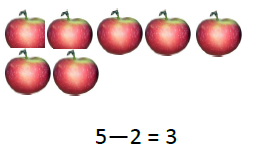 5—2 = 3